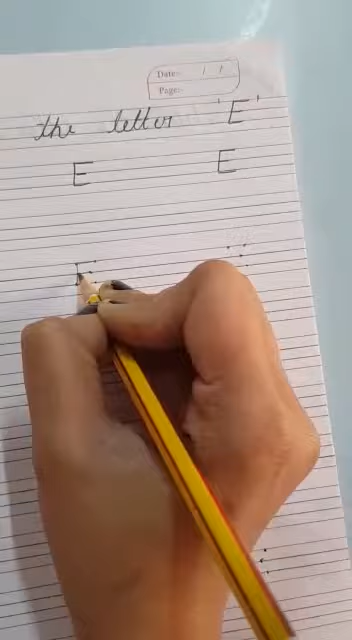 Date:- / /
Page:-
the letter 'E'
E E